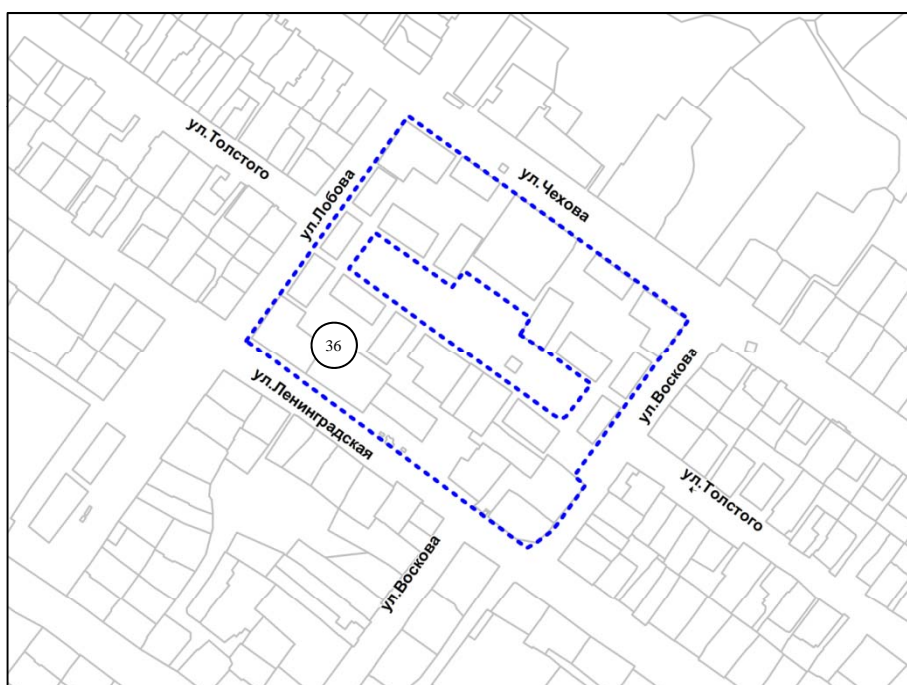 ул.Толстого
ул.Лобова
ул.Чехова
36
ул.Воскова
ул.Ленинградская
ул.Толстого
ул.Воскова